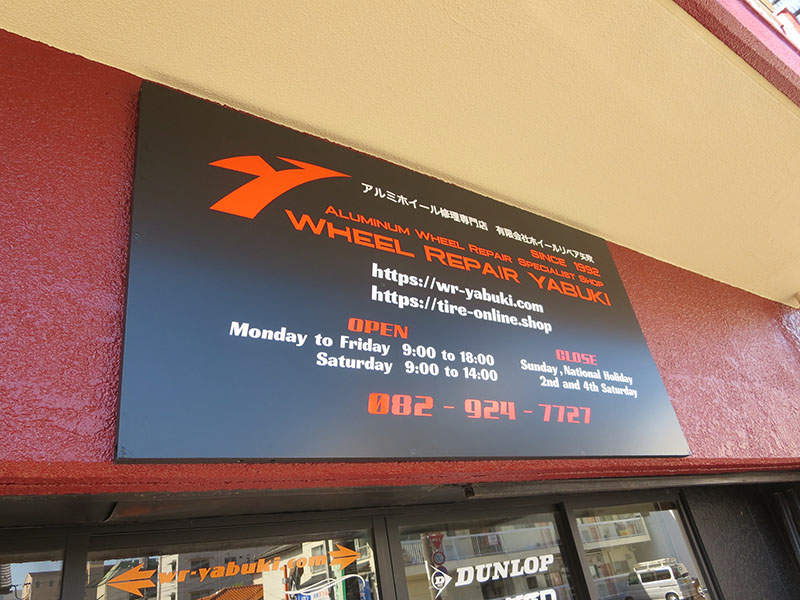 アルミホイール修理専門店 有限会社ホイールリペア矢吹
SINCE 1992
ALUMINUM WHEEL REPAIR SPECIALIST SHOP
WHEEL REPAIR YABUKI
https://wr-yabuki.com
https://tire-online.shop
OPEN
Monday to Friday 9:00 to 18:00
Saturday 9:00 to 14:00
CLOSE
Sunday, National Holiday
2nd and 4th Saturday
082-924-7727
wr-yabuki.com
DUNLOP